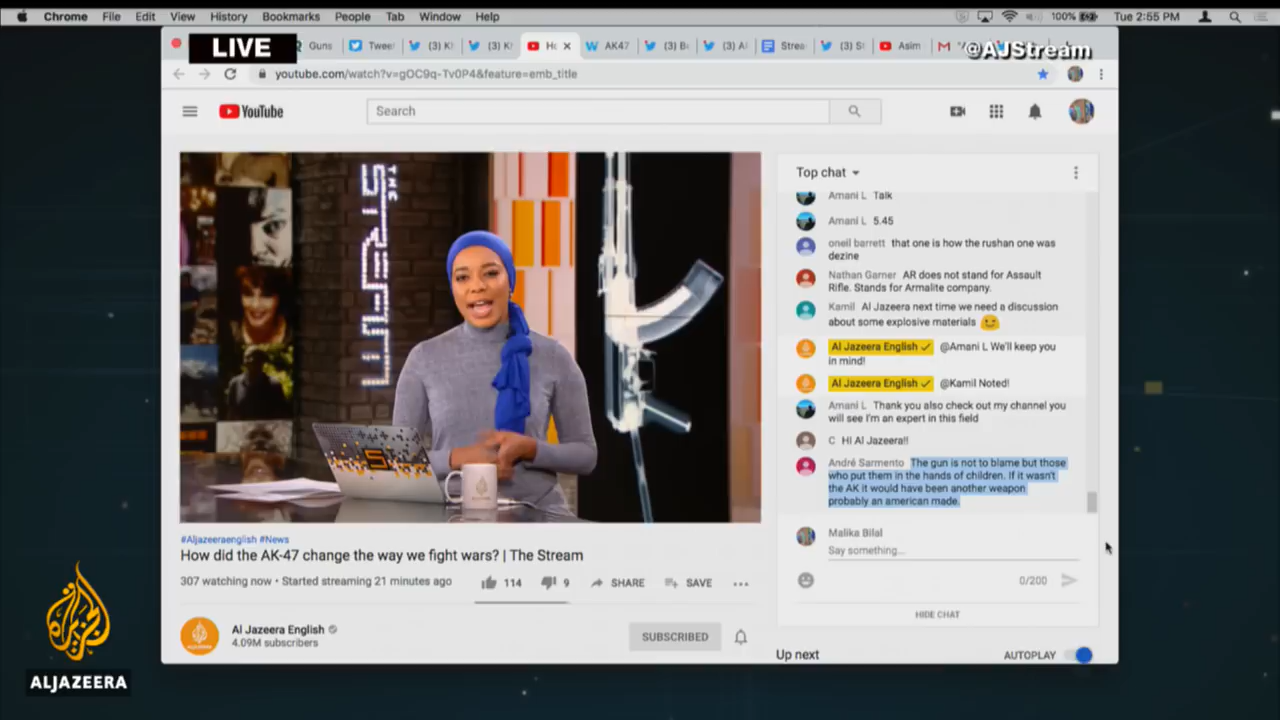 Chrome File Edit View History Bookmarks People Tab Window Help 100% Tue 2:55 PM
LIVE
Guns Tweet (3) (3) AK47 (3) (3) Strea (3) Asim
@AJStream
youtube.com/watch?v=gOC9q-Tv0P4&feature=emb_title
YouTube
Search
THE
STREAM
S
Top chat
Amani L Talk
Amani L 5.45
oneil barrett that one is how the rushan one was
dezine
Nathan Garner AR does not stand for Assault
Rifle. Stands for Armalite company.
Kamil Al Jazeera next time we need a discussion
about some explosive materials
Al Jazeera English @Amani L We'll keep you
in mind!
Al Jazeera English @Kamil Noted!
Amani L Thank you also check out my channel you
will see I'm an expert in this field
C HI Al Jazeera!!
André Sarmento The gun is not to blame but those
who put them in the hands of children. If it wasn't
the AK it would have been another weapon
probably an american made.
Malika Bilal
Say something...
0/200
HIDE CHAT
Up next
AUTOPLAY
#Aljazeeraenglish #News
How did the AK-47 change the way we fight wars? | The Stream
307 watching now • Started streaming 21 minutes ago
114 9 SHARE SAVE
Al Jazeera English
4.09M subscribers
SUBSCRIBED
الجزيرة
ALJAZEERA